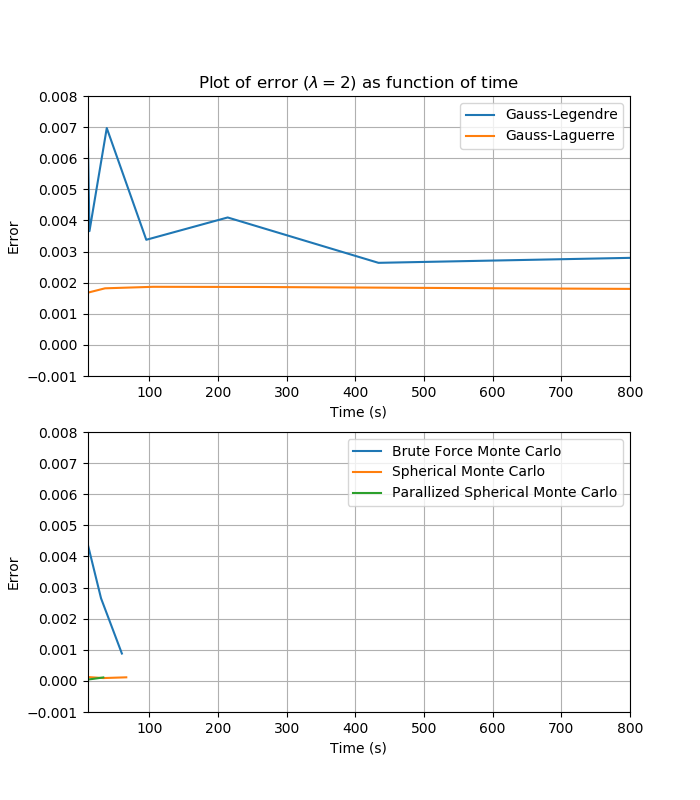 Plot of error (λ = 2) as function of time
0.008
0.007
0.006
0.005
0.004
0.003
0.002
0.001
0.000
−0.001
Error
Gauss-Legendre
Gauss-Laguerre
100 200 300 400 500 600 700 800
Time (s)
0.008
0.007
0.006
0.005
0.004
0.003
0.002
0.001
0.000
−0.001
Error
Brute Force Monte Carlo
Spherical Monte Carlo
Parallized Spherical Monte Carlo
100 200 300 400 500 600 700 800
Time (s)